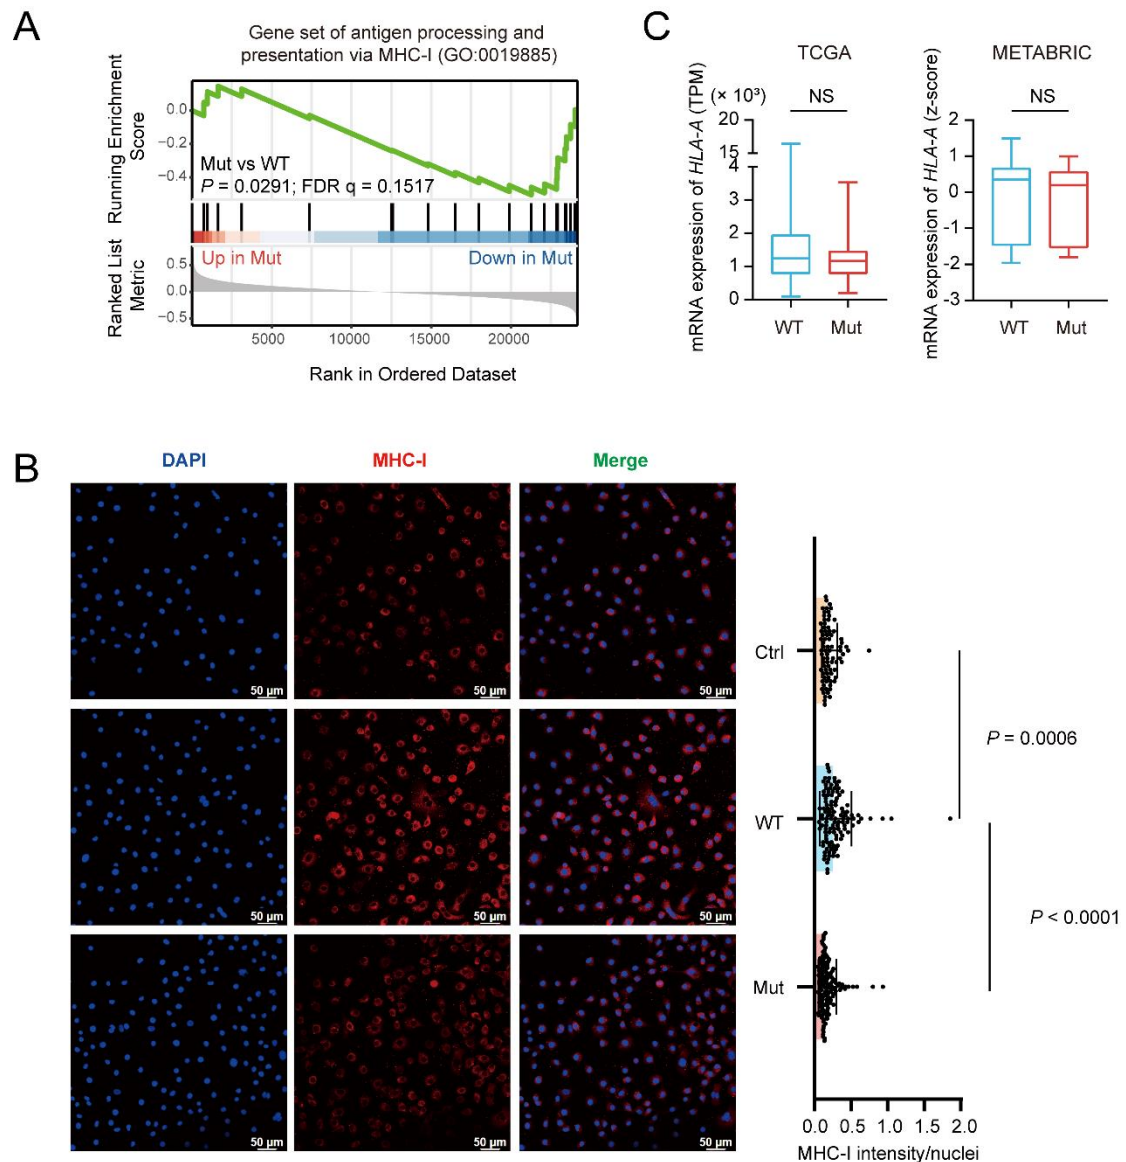 A
Gene set of antigen processing and
presentation via MHC-I (GO:0019885)
Running Enrichment
Score
0.0
−0.2
−0.4
Mut vs WT
P = 0.0291; FDR q = 0.1517
Up in Mut
Down in Mut
Ranked List
Metric
0.5
0.0
−0.5
5000
10000
15000
20000
Rank in Ordered Dataset
C
TCGA
mRNA expression of HLA-A (TPM)
(× 10³)
NS
20
15
4
3
2
1
0
WT
Mut
METABRIC
mRNA expression of HLA-A (z-score)
NS
2
1
0
-1
-2
-3
WT
Mut
B
DAPI
MHC-I
Merge
50 µm
50 µm
50 µm
50 µm
50 µm
50 µm
50 µm
50 µm
50 µm
Ctrl
WT
Mut
P = 0.0006
P < 0.0001
0.0 0.5 1.0 1.5 2.0
MHC-I intensity/nuclei